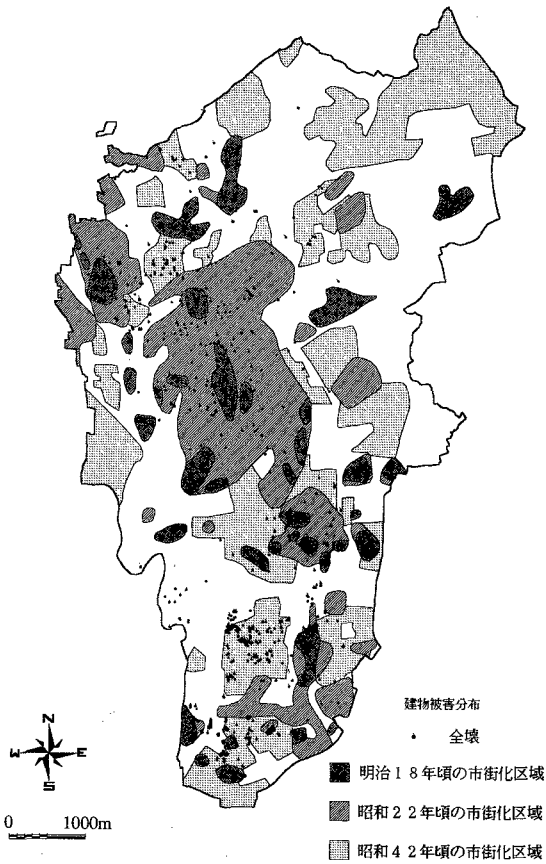 建物被害分布
全壊
明治18年頃の市街化区域
昭和22年頃の市街化区域
昭和42年頃の市街化区域
N
W E
S
0 1000m